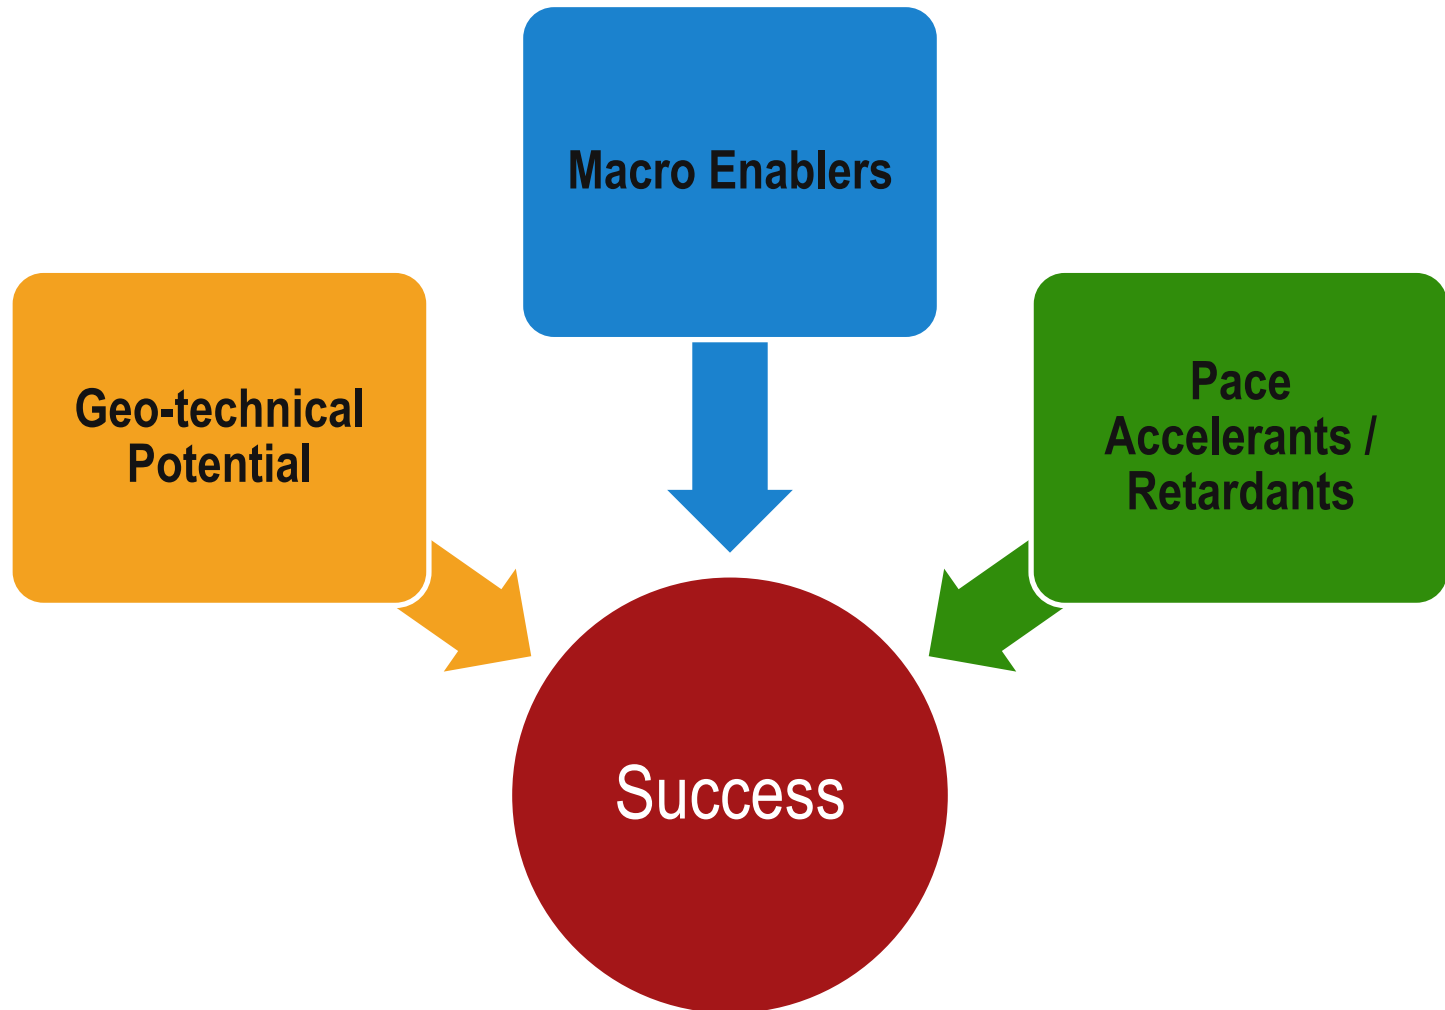 Macro Enablers
Geo-technical
Potential
Pace
Accelerants /
Retardants
Success